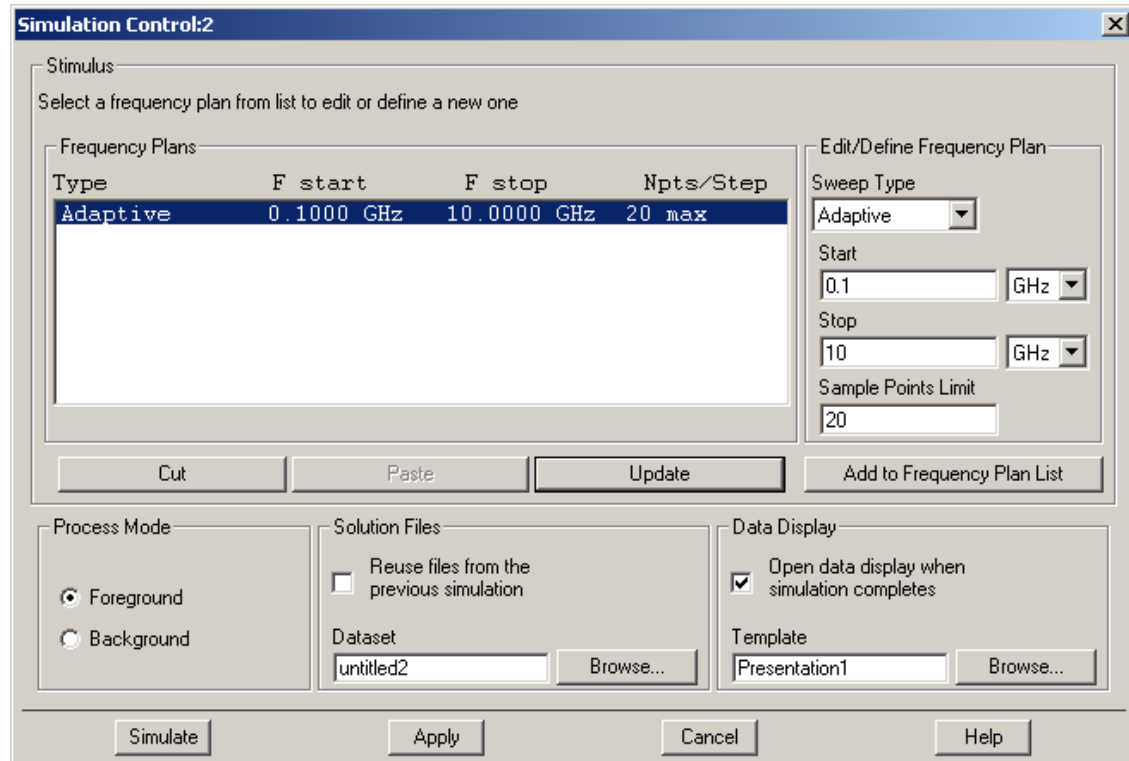 Simulation Control:2
Stimulus
Select a frequency plan from list to edit or define a new one
Frequency Plans
Type F start F stop Npts/Step
Adaptive 0.1000 GHz 10.0000 GHz 20 max
Edit/Define Frequency Plan
Sweep Type
Adaptive
Start
0.1 GHz
Stop
10 GHz
Sample Points Limit
20
Cut Paste Update Add to Frequency Plan List
Process Mode
Foreground
Background
Solution Files
Reuse files from the
previous simulation
Dataset
untitled2 Browse...
Data Display
Open data display when
simulation completes
Template
Presentation1 Browse...
Simulate Apply Cancel Help